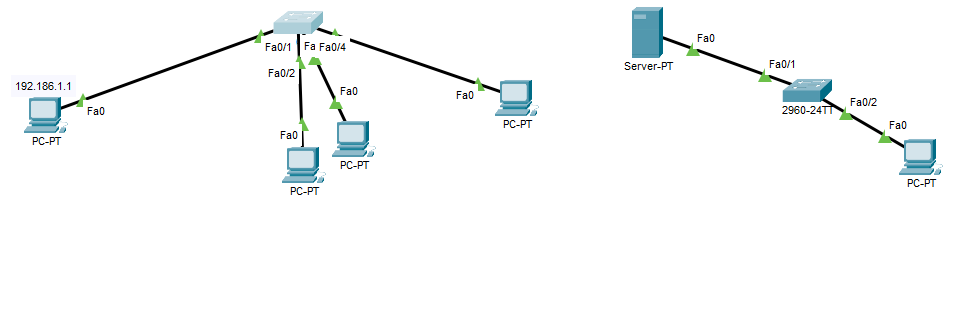 Fa0/1
Fa
Fa0/4
Fa0/2
192.186.1.1
Fa0
PC-PT
Fa0
PC-PT
Fa0
PC-PT
Fa0
PC-PT
Fa0
Server-PT
Fa0/1
2960-24TT
Fa0/2
Fa0
PC-PT